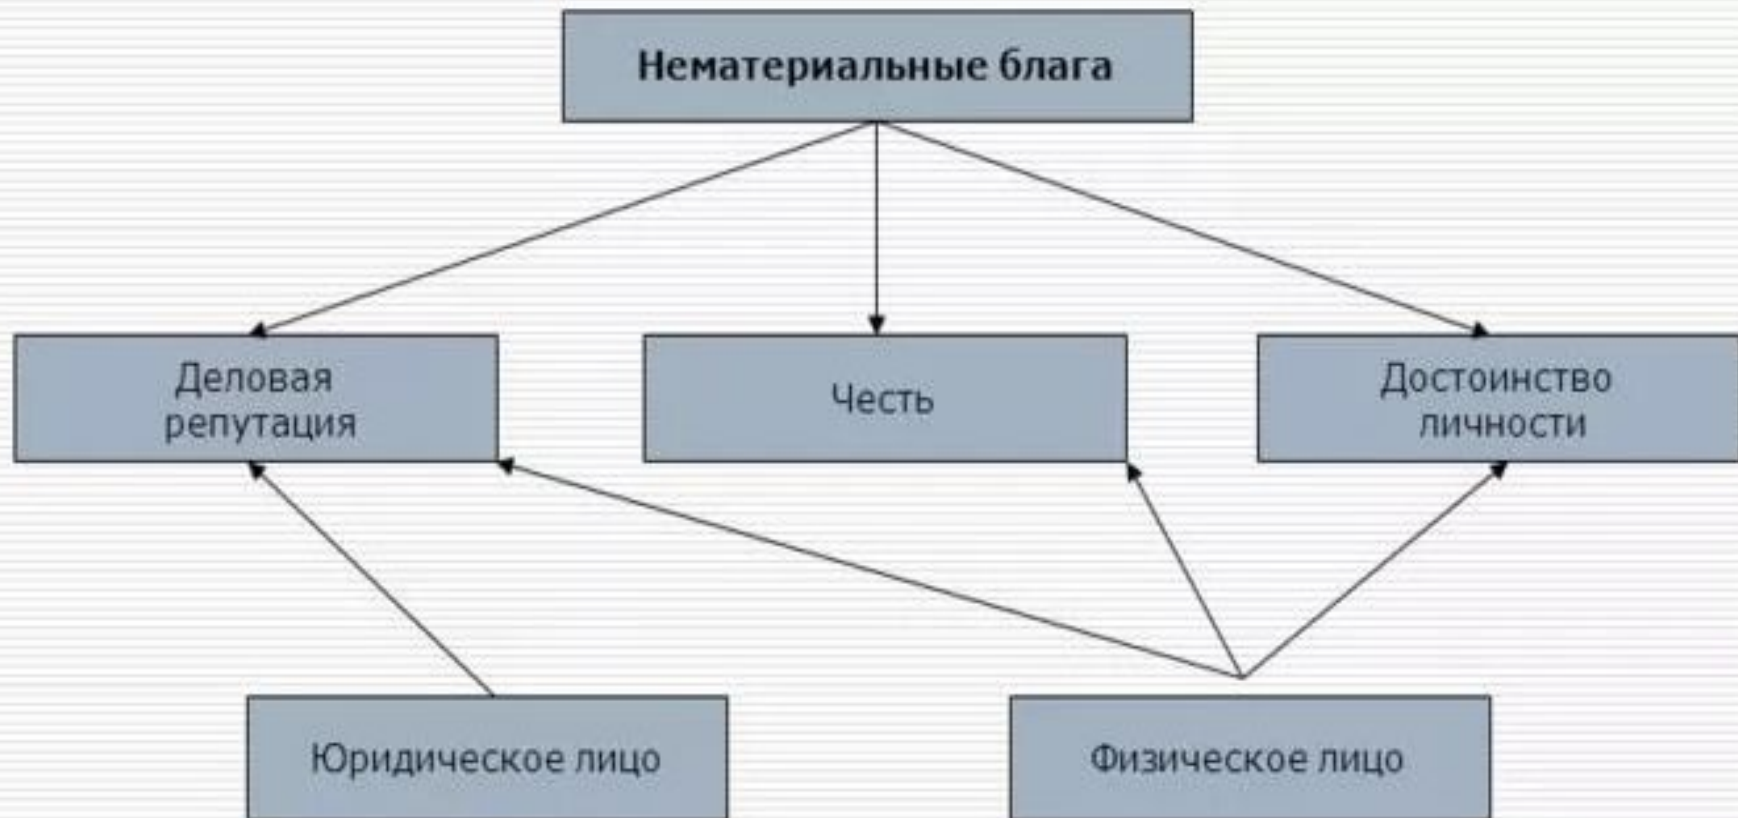 Нематериальные блага
Деловая
репутация
Честь
Достоинство
личности
Юридическое лицо
Физическое лицо